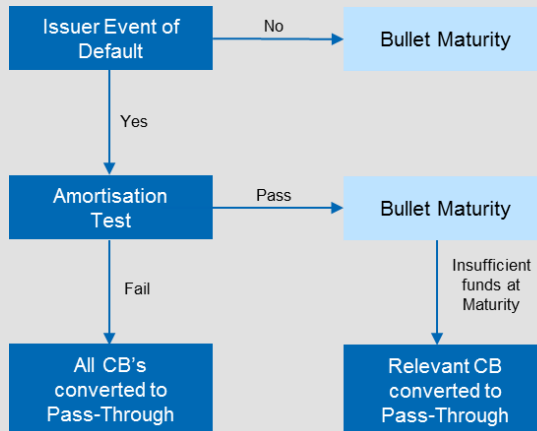 Issuer Event of
Default
No
Bullet Maturity
Yes
Amortisation
Test
Pass
Bullet Maturity
Fail
Insufficient
funds at
Maturity
All CB's
converted to
Pass-Through
Relevant CB
converted to
Pass-Through